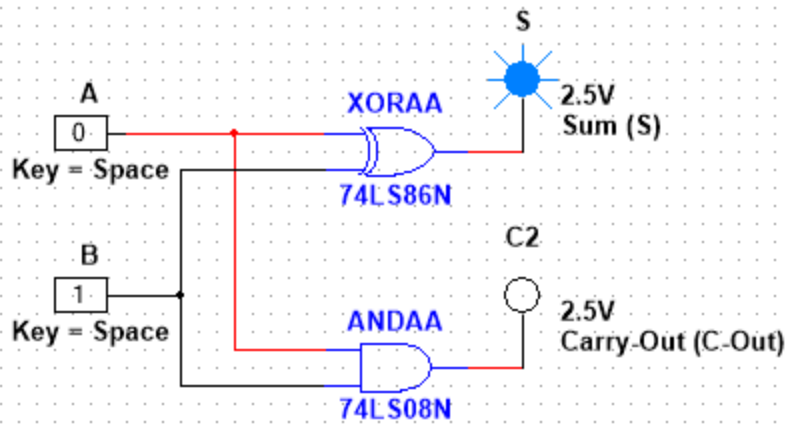 S
A
XORAA
2.5V
Sum (S)
0
Key = Space
74LS86N
B
C2
1
ANDAA
2.5V
Key = Space
Carry-Out (C-Out)
74LS08N